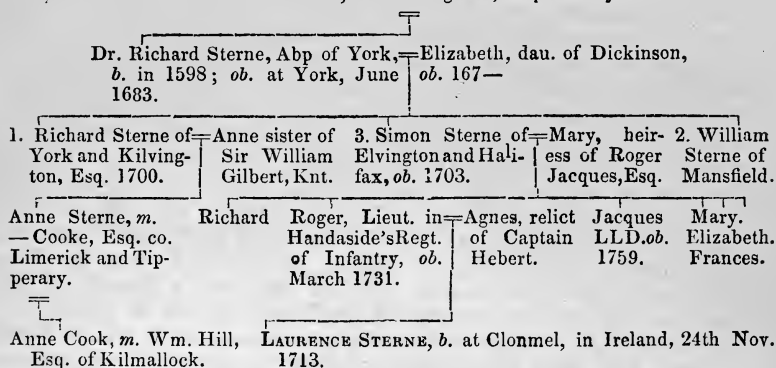 Dr. Richard Sterne, Abp of York,
b. in 1598; ob. at York, June
1683.
Elizabeth, dau. of Dickinson,
ob. 167—
1. Richard Sterne of
York and Kilving-
ton, Esq. 1700.
Anne sister of
Sir William
Gilbert, Knt.
3. Simon Sterne of
Elvington and Hali-
fax, ob. 1703.
Mary, heir-
ess of Roger
Jacques, Esq.
2. William
Sterne of
Mansfield.
Anne Sterne, m.
— Cooke, Esq. co.
Limerick and Tip-
perary.
Richard
Roger, Lieut. in
Handaside's Regt.
of Infantry, ob.
March 1731.
Agnes, relict
of Captain
Hebert.
Jacques
LLD. ob.
1759.
Mary.
Elizabeth.
Frances.
Anne Cook, m. Wm. Hill,
Esq. of Kilmallock.
LAURENCE STERNE, b. at Clonmel, in Ireland, 24th Nov.
1713.